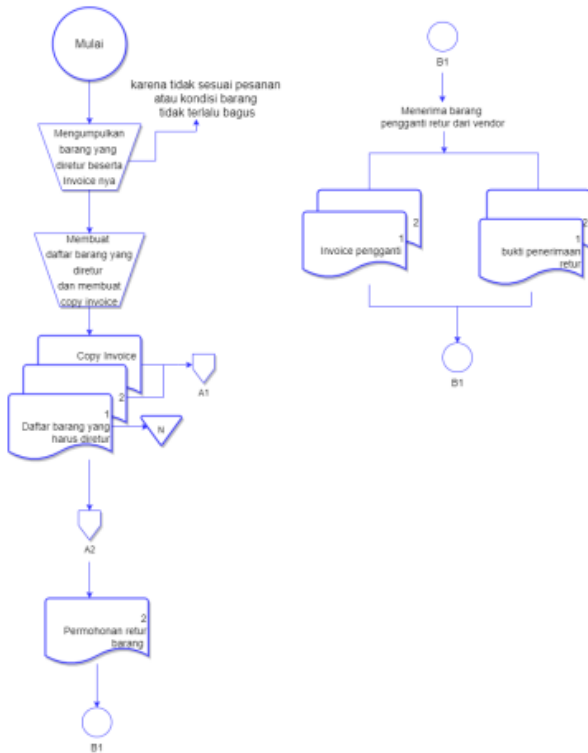 Mulai
karena tidak sesuai pesanan
atau kondisi barang
tidak terlalu bagus
Mengumpulkan
barang yang
diretur beserta
Invoice nya
Membuat
daftar barang yang
diretur
dan membuat
copy invoice
Copy Invoice
A1
2
1
Daftar barang yang
harus diretur
N
A2
2
Permohonan retur
barang
B1
B1
Menerima barang
pengganti retur dari vendor
2
1
Invoice pengganti
2
1
bukti penerimaan
retur
B1